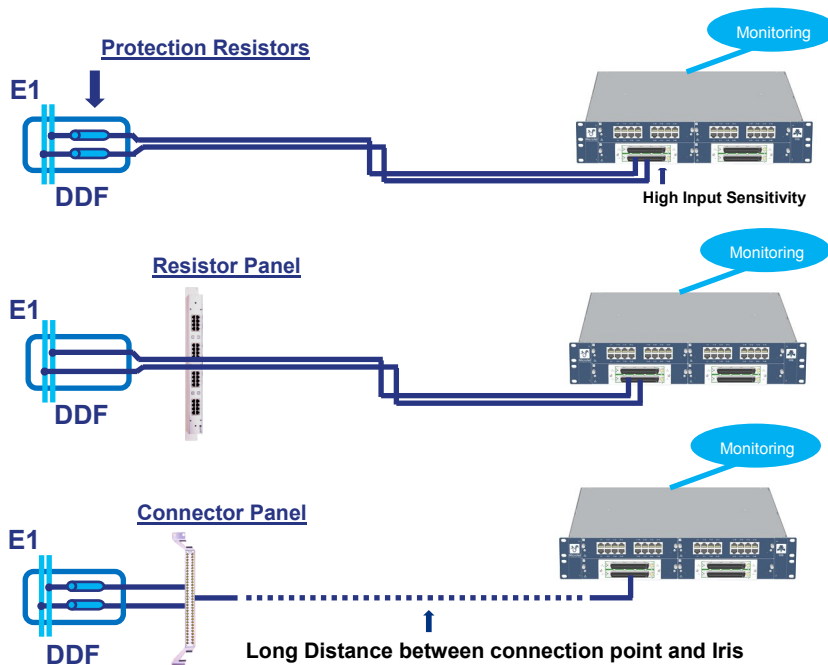 Protection Resistors
Monitoring
E1
DDF
High Input Sensitivity
Resistor Panel
Monitoring
E1
DDF
Monitoring
Connector Panel
E1
DDF
Long Distance between connection point and Iris